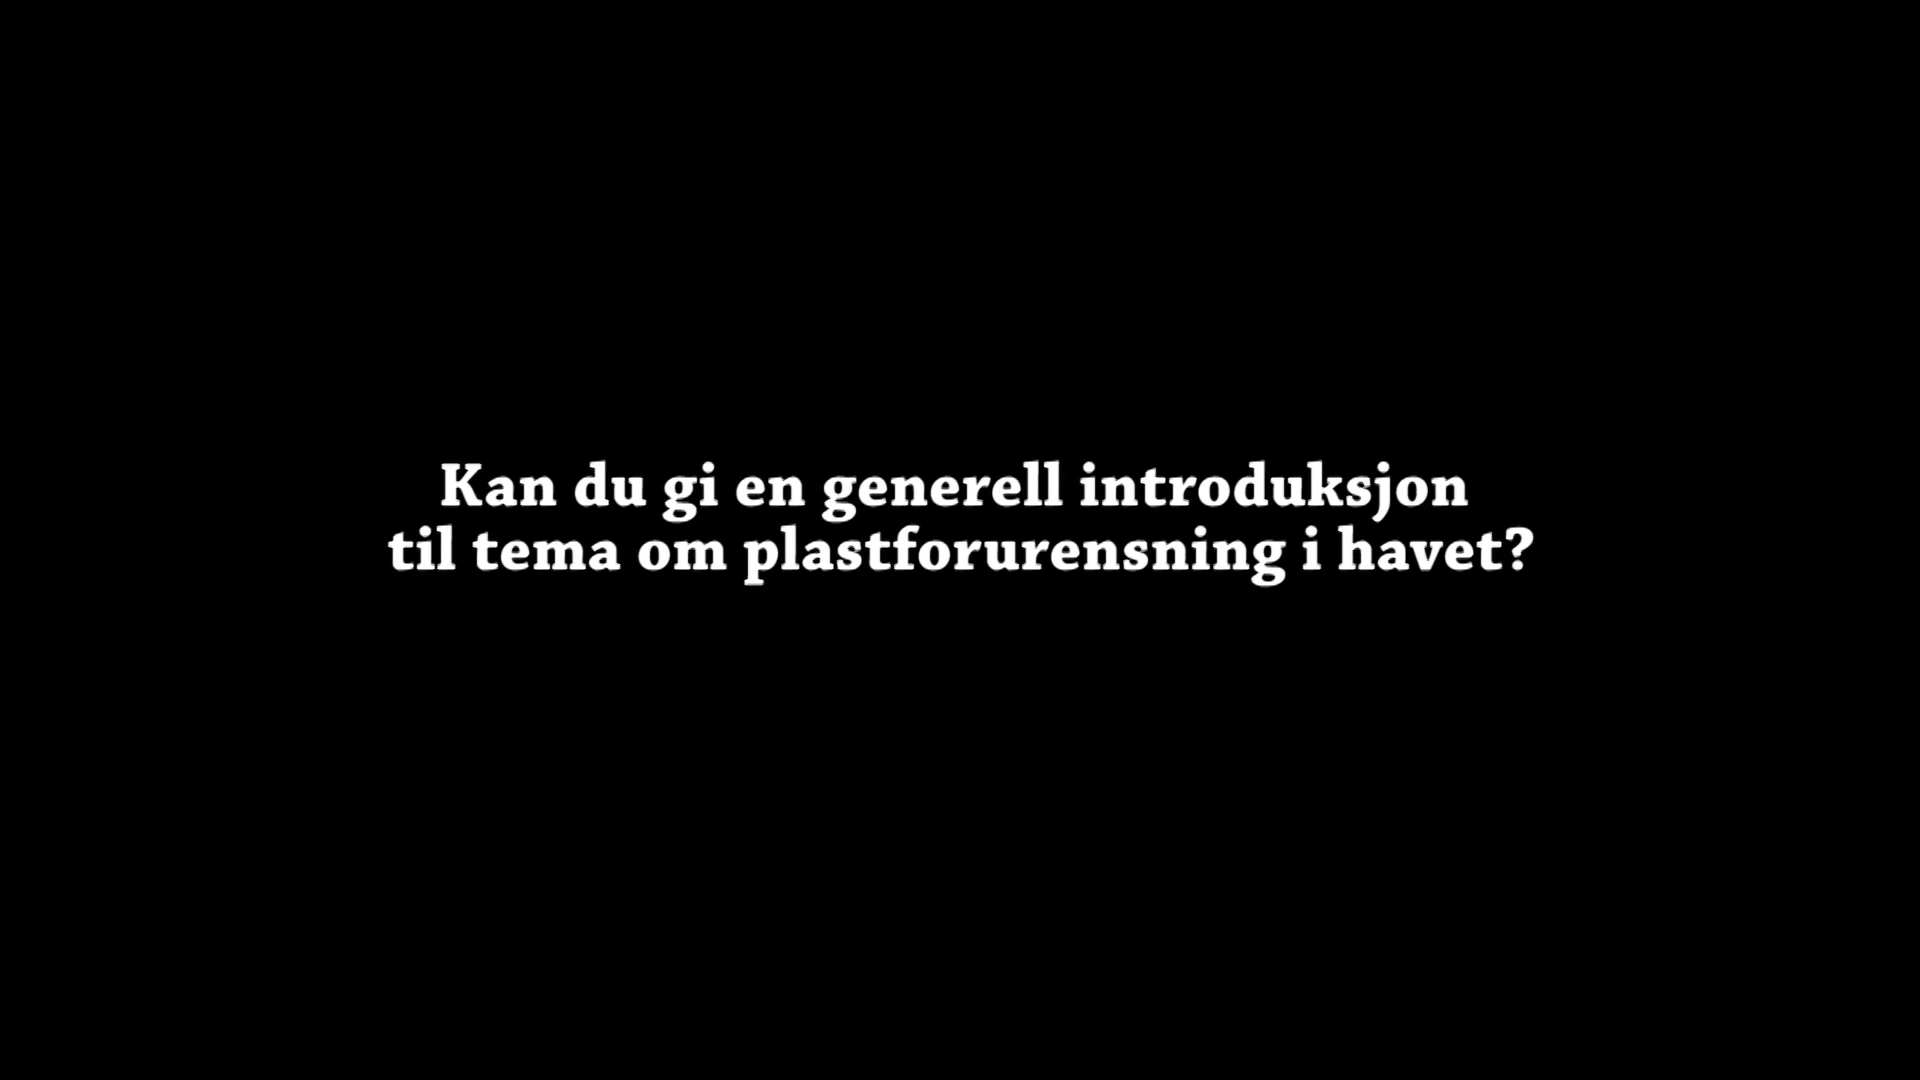 Kan du gi en generell introduksjon
til tema om plastforurensning i havet?